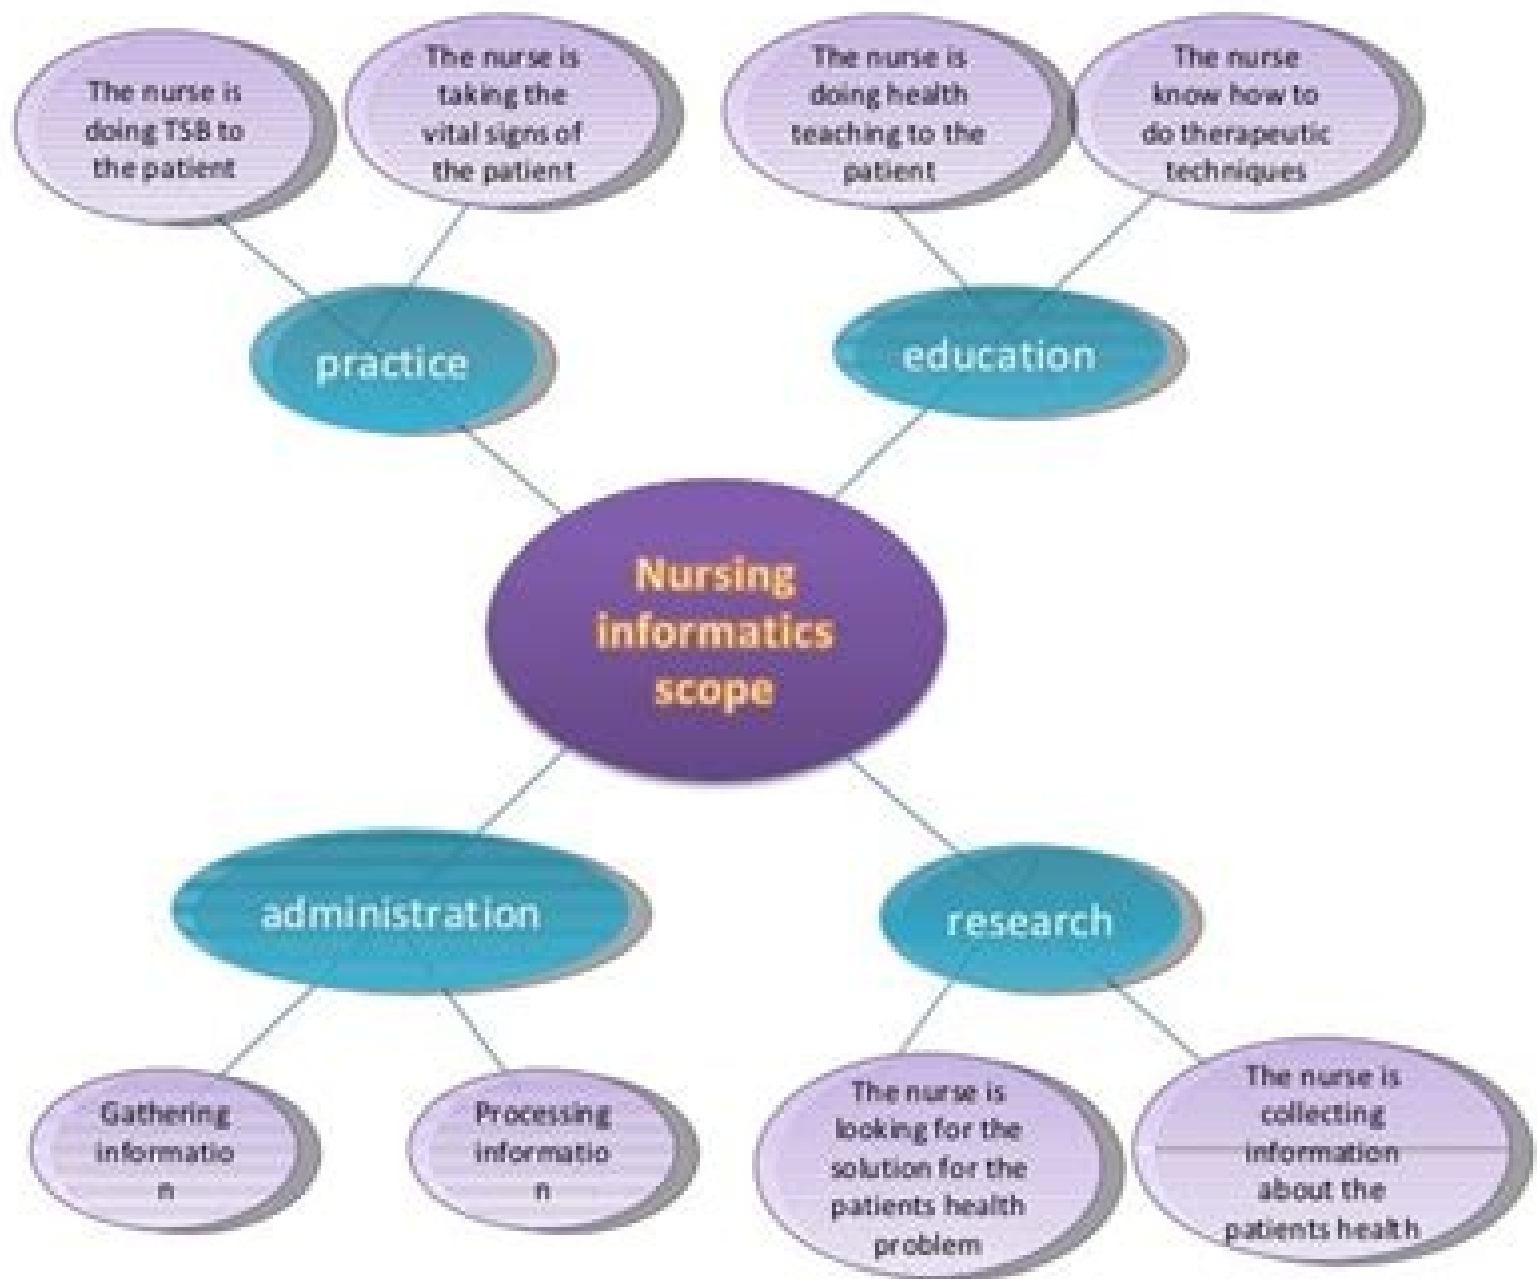 The nurse is
doing TSB to
the patient
The nurse is
taking the
vital signs of
the patient
The nurse is
doing health
teaching to the
patient
The nurse
know how to
do therapeutic
techniques
practice
education
Nursing
informatics
scope
administration
research
Gathering
informatio
n
Processing
informatio
n
The nurse is
looking for the
solution for the
patients health
problem
The nurse is
collecting
information
about the
patients health